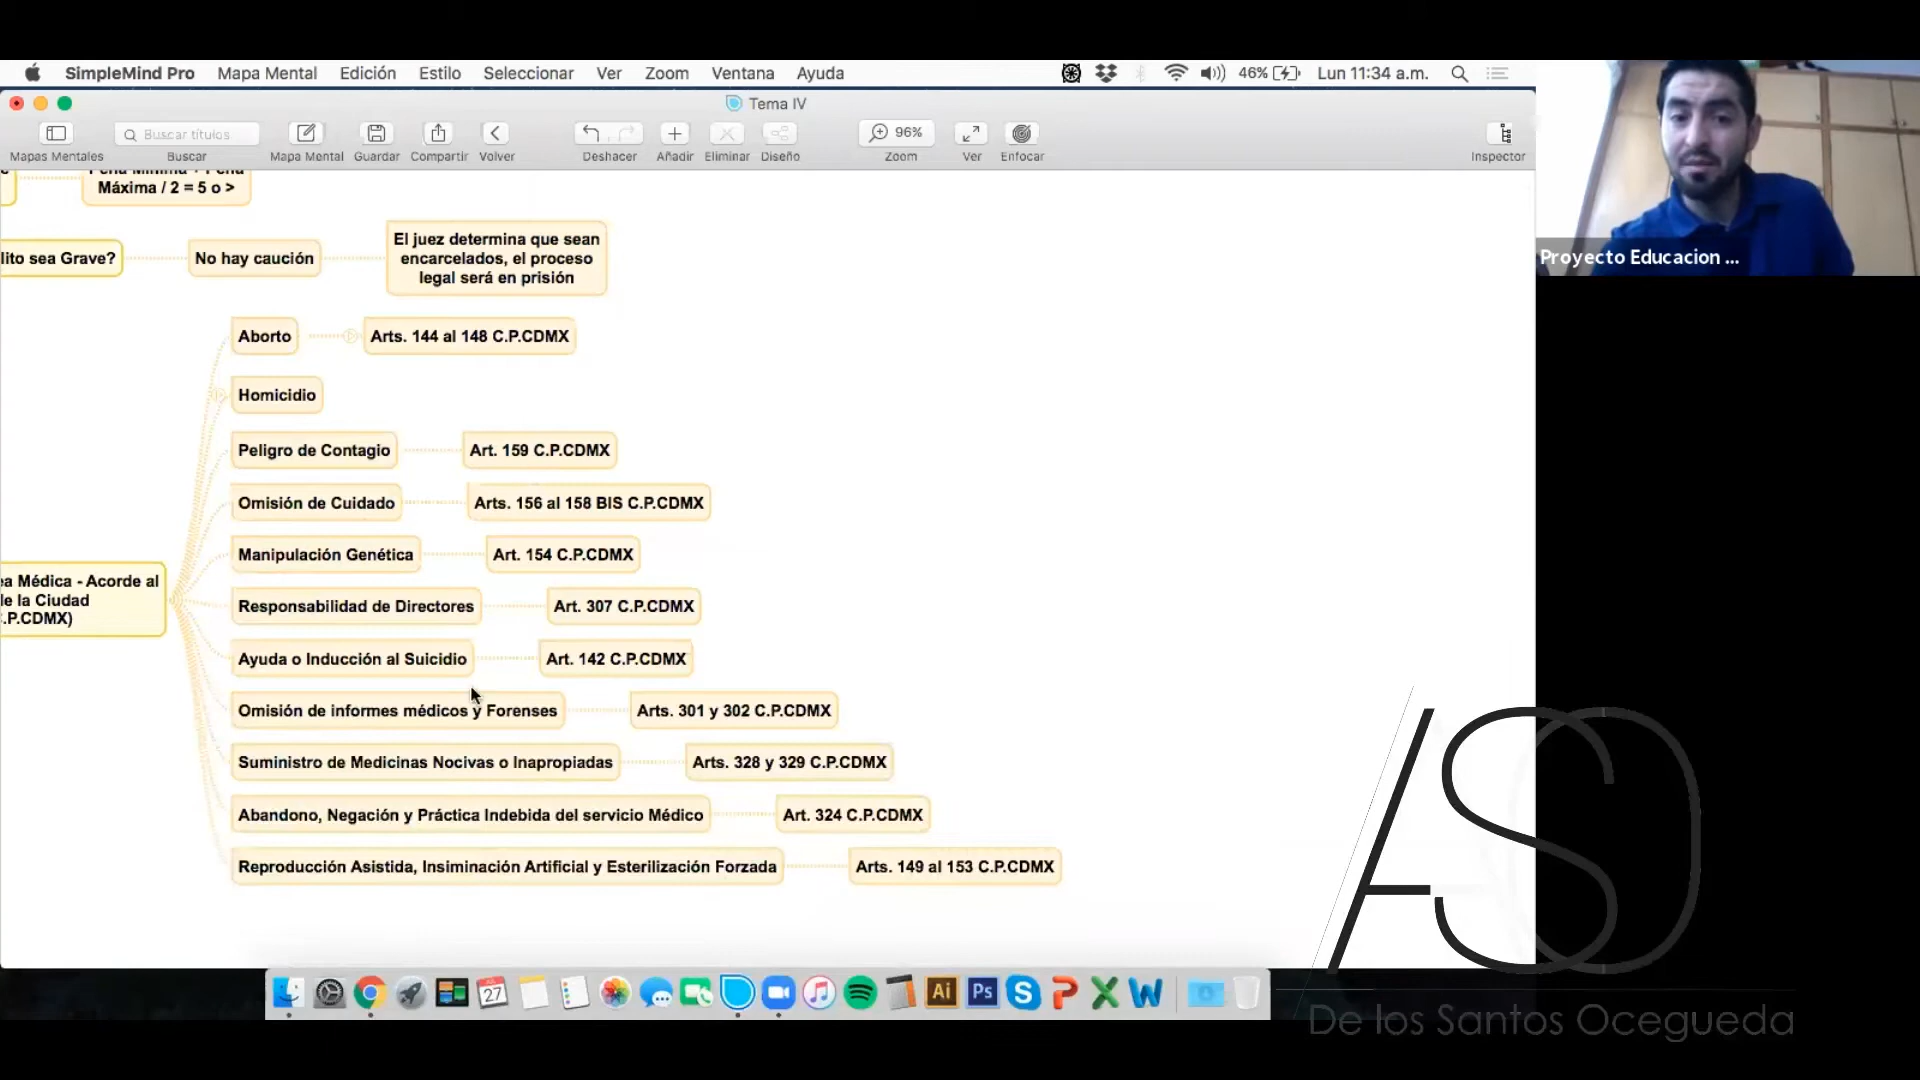 SimpleMind Pro Mapa Mental Edición Estilo Seleccionar Ver Zoom Ventana Ayuda 46% Lun 11:34 a.m.
Tema IV
Buscar títulos
96%
Mapas Mentales Buscar Mapa Mental Guardar Compartir Volver Deshacer Añadir Eliminar Diseño Zoom Ver Enfocar Inspector
Máxima / 2 = 5 o >
lito sea Grave?
No hay caución
El juez determina que sean
encarcelados, el proceso
legal será en prisión
Aborto
Arts. 144 al 148 C.P.CDMX
Homicidio
Peligro de Contagio
Art. 159 C.P.CDMX
Omisión de Cuidado
Arts. 156 al 158 BIS C.P.CDMX
Manipulación Genética
Art. 154 C.P.CDMX
ea Médica - Acorde al
le la Ciudad
.P.CDMX)
Responsabilidad de Directores
Art. 307 C.P.CDMX
Ayuda o Inducción al Suicidio
Art. 142 C.P.CDMX
Omisión de informes médicos y Forenses
Arts. 301 y 302 C.P.CDMX
Suministro de Medicinas Nocivas o Inapropiadas
Arts. 328 y 329 C.P.CDMX
Abandono, Negación y Práctica Indebida del servicio Médico
Art. 324 C.P.CDMX
Reproducción Asistida, Insiminación Artificial y Esterilización Forzada
Arts. 149 al 153 C.P.CDMX
Proyecto Educacion ...
27
Ai
Ps
ASO
De los Santos Ocegueda